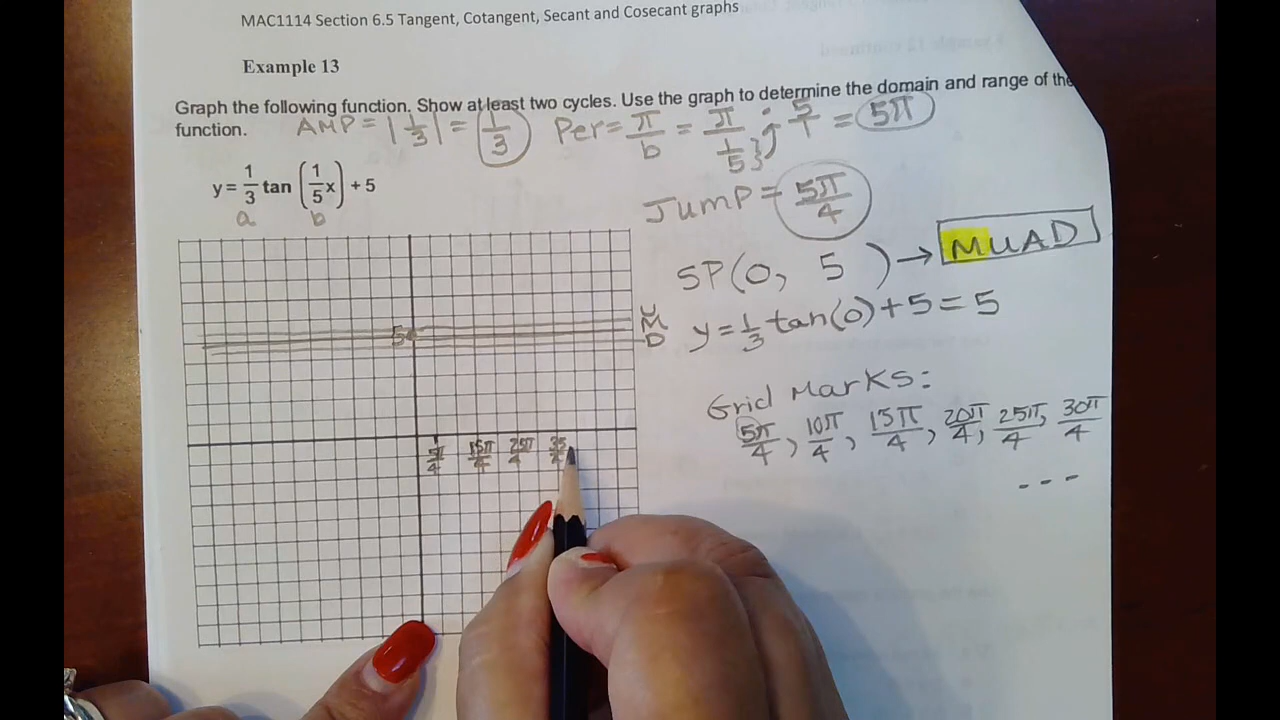 MAC1114 Section 6.5 Tangent, Cotangent, Secant and Cosecant graphs
Example 13
Graph the following function. Show at least two cycles. Use the graph to determine the domain and range of the
function.
AMP = |1/3| = 1/3 Per = π/b = π/(1/5) ; 5/1 = 5π
y = 1/3 tan (1/5 x) + 5
a b
Jump = 5π/4
SP(0, 5) → MUAD
y = 1/3 tan(0) + 5 = 5
U
M
D
5
Grid Marks:
5π/4, 10π/4, 15π/4, 20π/4, 25π/4, 30π/4
...
5π/4 15π/4 25π/4 35/4